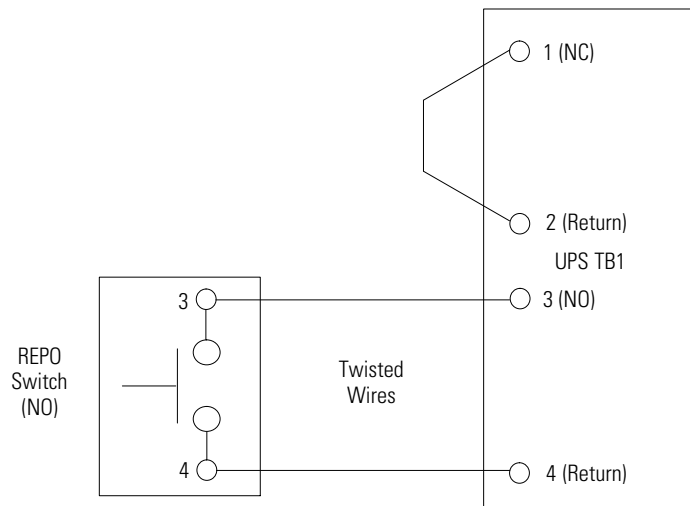 1 (NC)
2 (Return)
UPS TB1
3 (NO)
3
REPO
Switch
(NO)
Twisted
Wires
4
4 (Return)